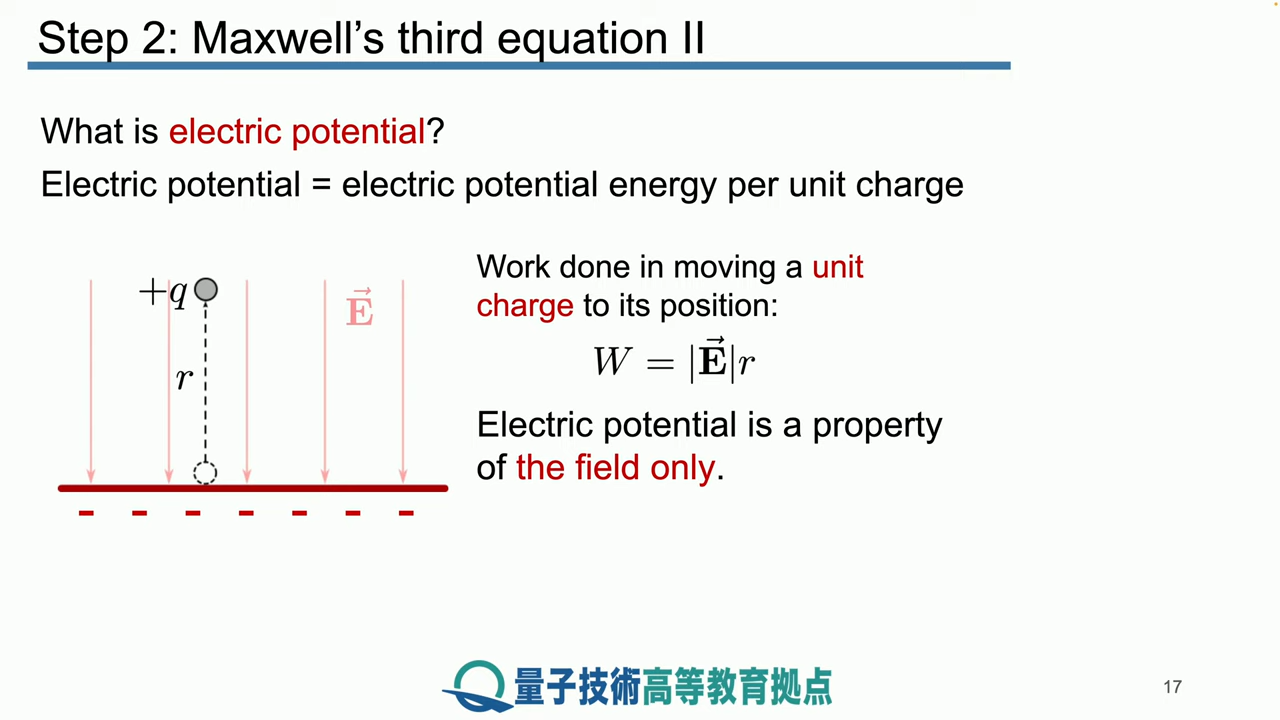 Step 2: Maxwell’s third equation II
What is electric potential?
Electric potential = electric potential energy per unit charge
+q
E⃗
r
Work done in moving a unit
charge to its position:
W = |E⃗|r
Electric potential is a property
of the field only.
- - - - - - -
量子技術高等教育拠点
17